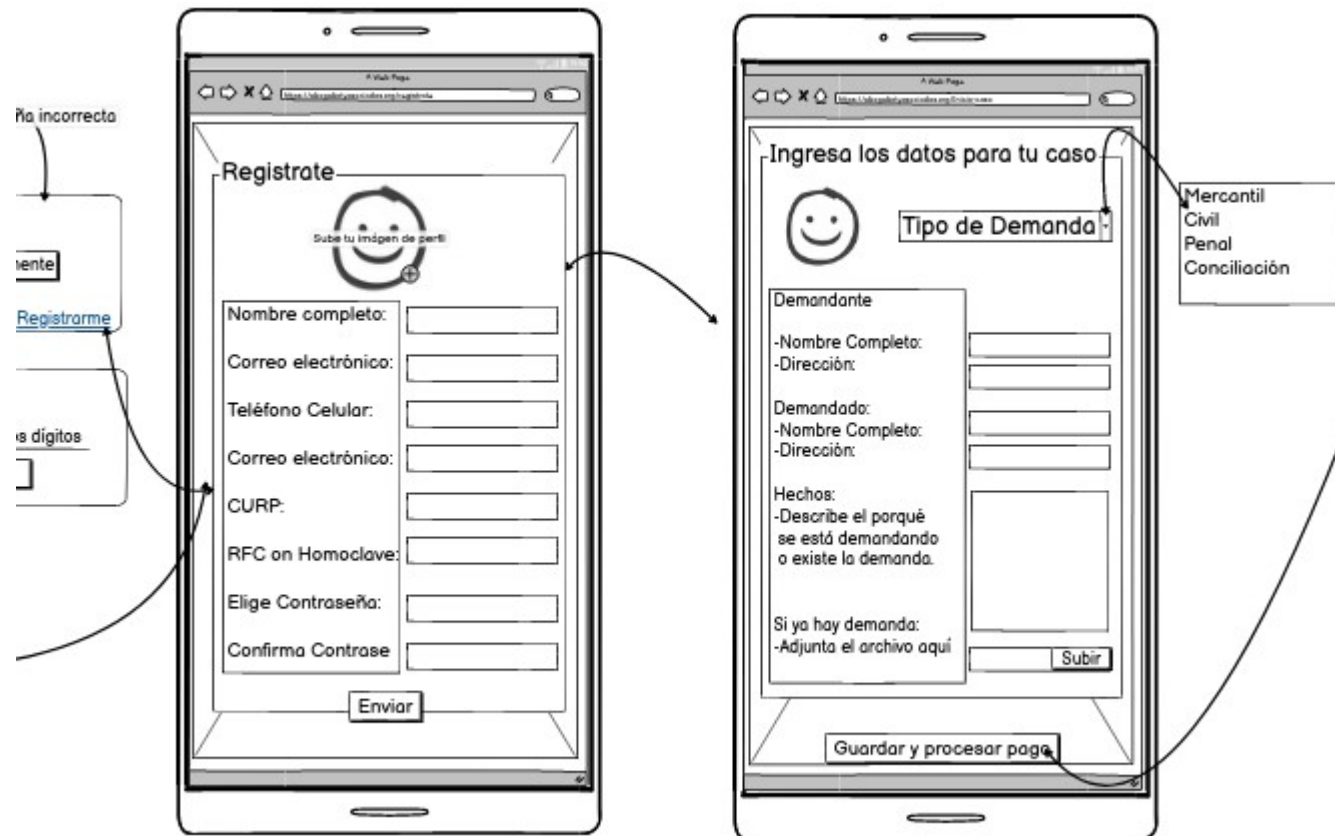 ña incorrecta
mente
Registrarme
os dígitos
A Web Page
Registrate
Sube tu imágen de perfil
Nombre completo:
Correo electrónico:
Teléfono Celular:
Correo electrónico:
CURP:
RFC on Homoclave:
Elige Contraseña:
Confirma Contrase
Enviar
A Web Page
Ingresa los datos para tu caso
Tipo de Demanda
Demandante
-Nombre Completo:
-Dirección:
Demandado:
-Nombre Completo:
-Dirección:
Hechos:
-Describe el porqué
se está demandando
o existe la demanda.
Si ya hay demanda:
-Adjunta el archivo aquí
Subir
Guardar y procesar pago
Mercantil
Civil
Penal
Conciliación